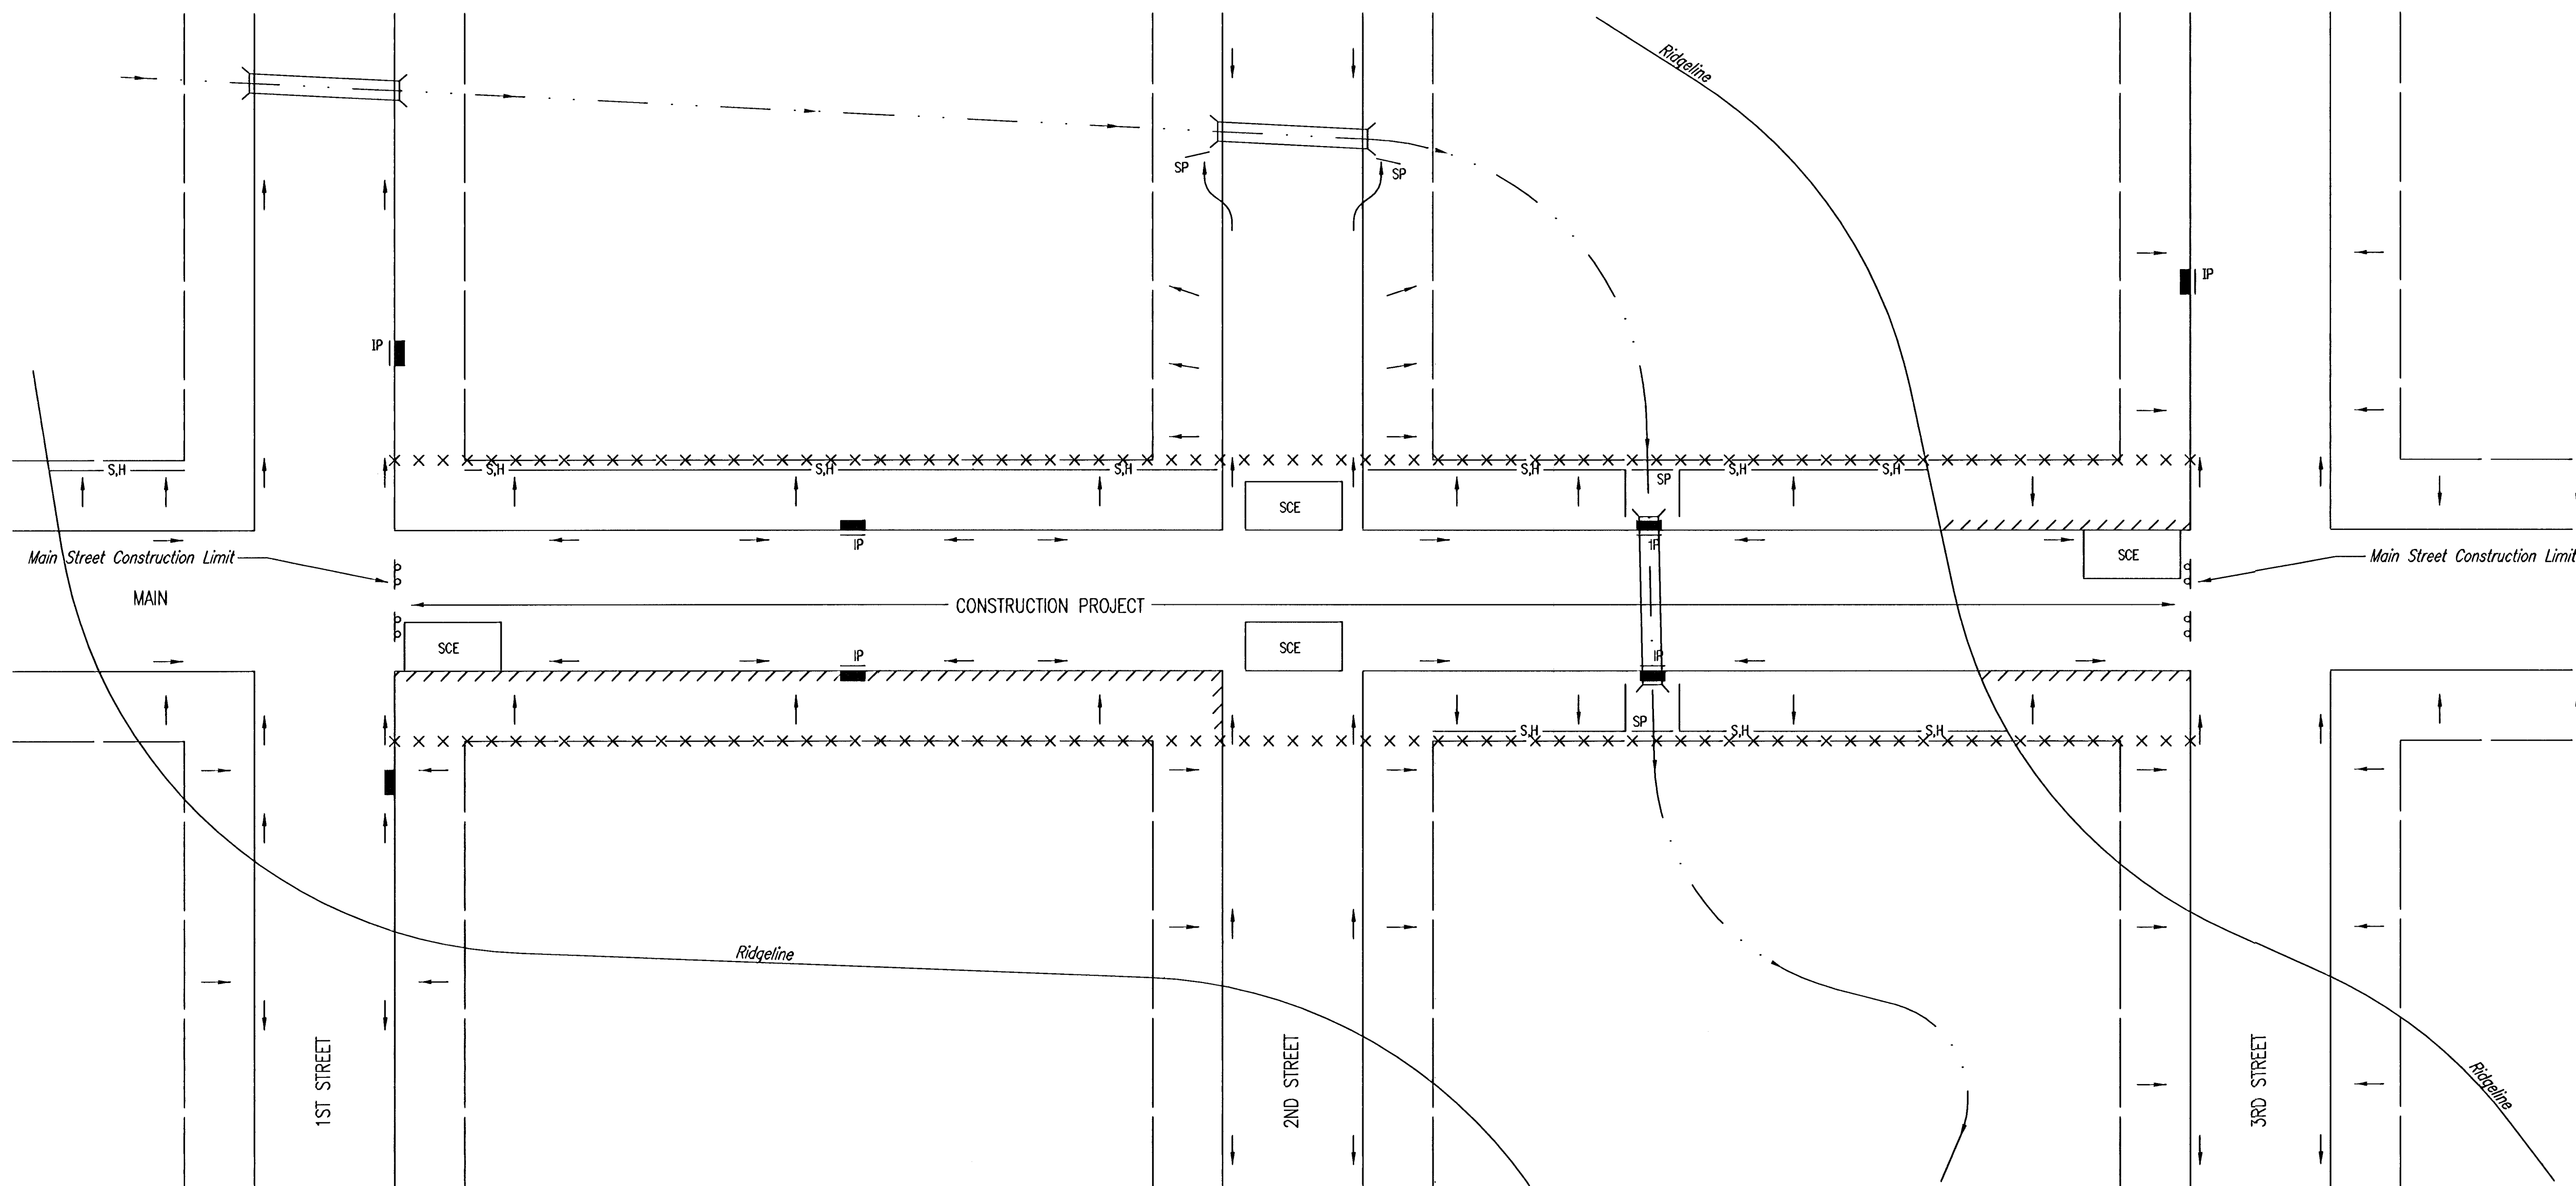 Ridgeline
SP
SP
IP
IP
S,H
S,H
S,H
S,H
S,H
S,H
S,H
SP
SCE
IP
IP
Main Street Construction Limit
SCE
Main Street Construction Limit
MAIN
CONSTRUCTION PROJECT
SCE
SCE
IP
IP
SP
S,H
S,H
S,H
Ridgeline
1ST STREET
2ND STREET
3RD STREET
Ridgeline